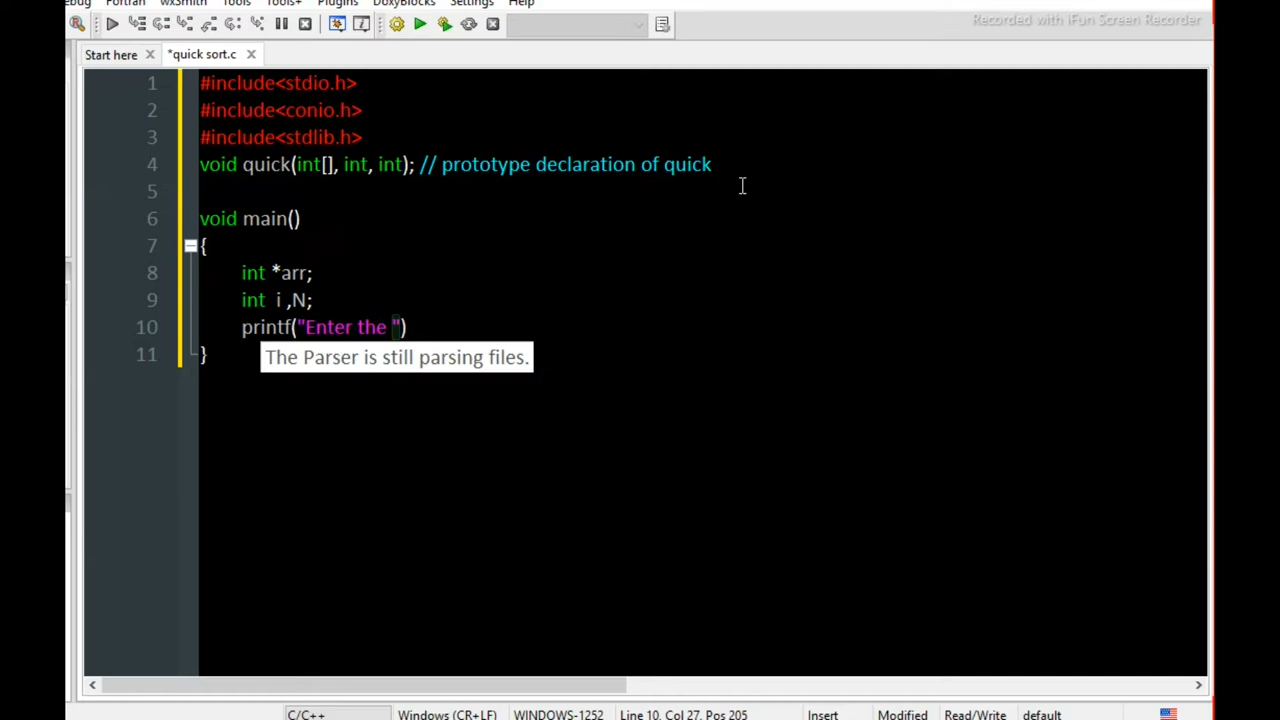 ebug Fortran wxSmith Tools Tools+ Plugins DoxyBlocks Settings Help
Recorded with iFun Screen Recorder
Start here *quick sort.c
1 #include<stdio.h>
2 #include<conio.h>
3 #include<stdlib.h>
4 void quick(int[], int, int); // prototype declaration of quick
5
6 void main()
7 {
8 int *arr;
9 int i ,N;
10 printf("Enter the ")
11 }
The Parser is still parsing files.
C/C++ Windows (CR+LF) WINDOWS-1252 Line 10, Col 27, Pos 205 Insert Modified Read/Write default